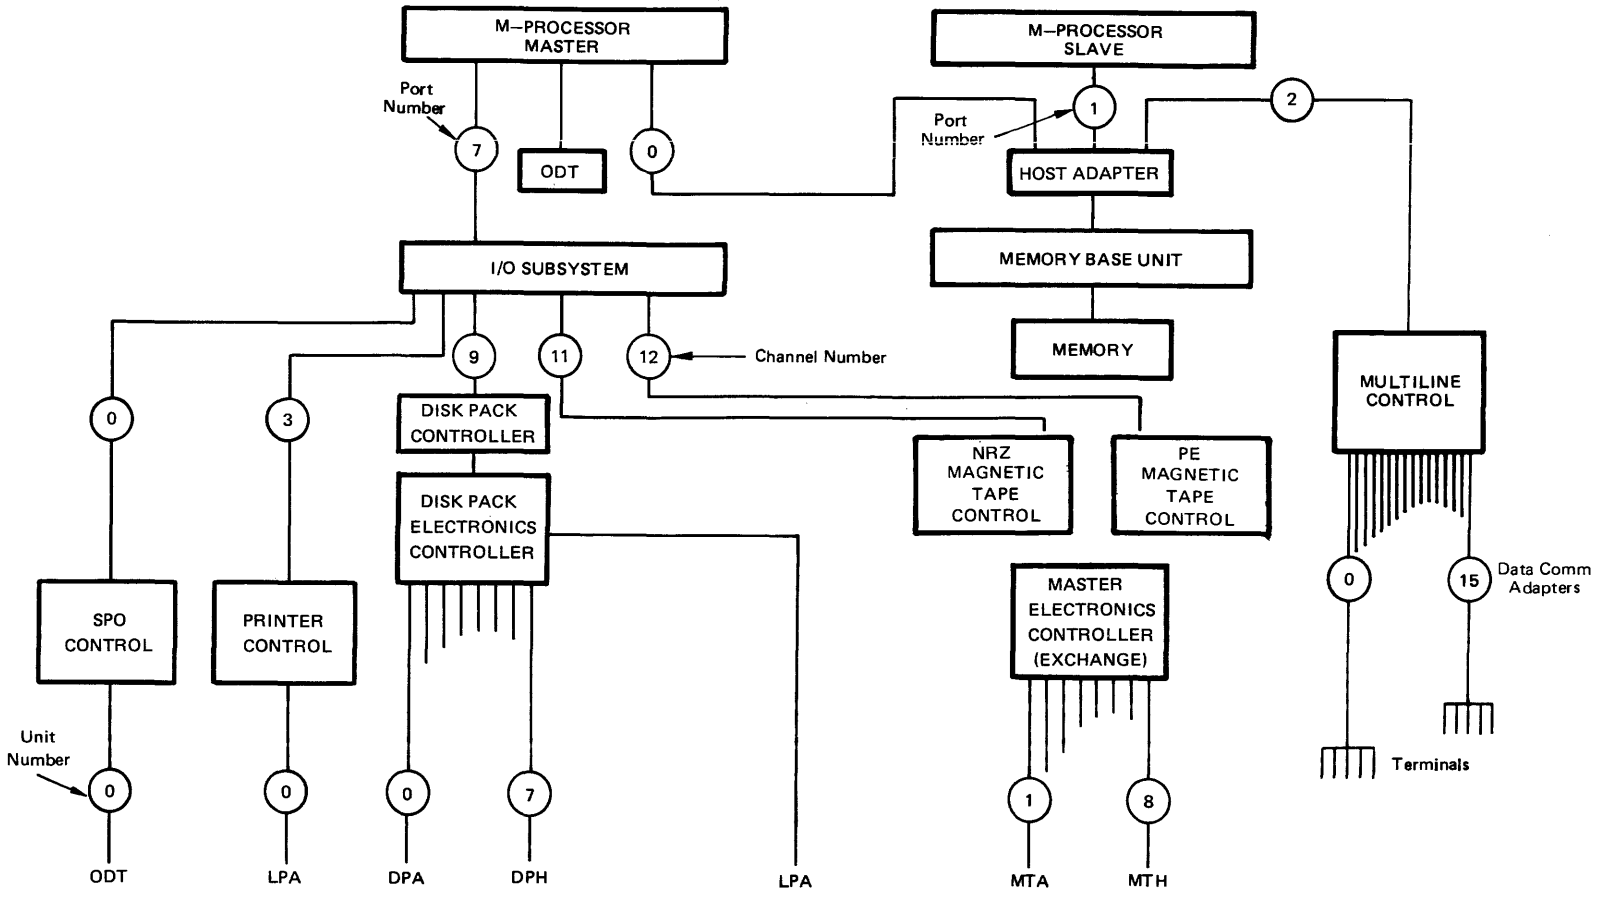 M–PROCESSOR
MASTER
M–PROCESSOR
SLAVE
Port
Number
7
ODT
0
Port
Number
1
2
HOST ADAPTER
I/O SUBSYSTEM
MEMORY BASE UNIT
MEMORY
9
11
12
Channel Number
0
3
DISK PACK
CONTROLLER
DISK PACK
ELECTRONICS
CONTROLLER
NRZ
MAGNETIC
TAPE
CONTROL
PE
MAGNETIC
TAPE
CONTROL
MULTILINE
CONTROL
SPO
CONTROL
PRINTER
CONTROL
MASTER
ELECTRONICS
CONTROLLER
(EXCHANGE)
0
15
Data Comm
Adapters
Terminals
Unit
Number
0
0
0
7
1
8
ODT
LPA
DPA
DPH
LPA
MTA
MTH